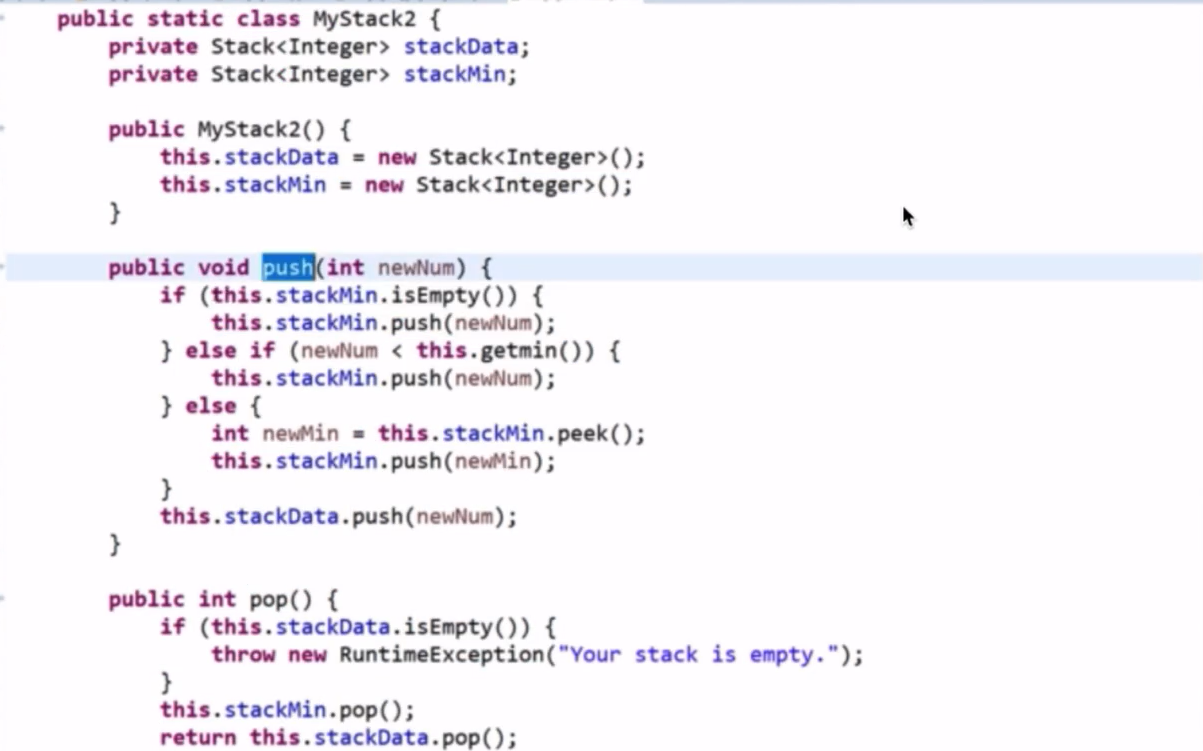 public static class MyStack2 {
private Stack<Integer> stackData;
private Stack<Integer> stackMin;
public MyStack2() {
this.stackData = new Stack<Integer>();
this.stackMin = new Stack<Integer>();
}
public void push(int newNum) {
if (this.stackMin.isEmpty()) {
this.stackMin.push(newNum);
} else if (newNum < this.getmin()) {
this.stackMin.push(newNum);
} else {
int newMin = this.stackMin.peek();
this.stackMin.push(newMin);
}
this.stackData.push(newNum);
}
public int pop() {
if (this.stackData.isEmpty()) {
throw new RuntimeException("Your stack is empty.");
}
this.stackMin.pop();
return this.stackData.pop();